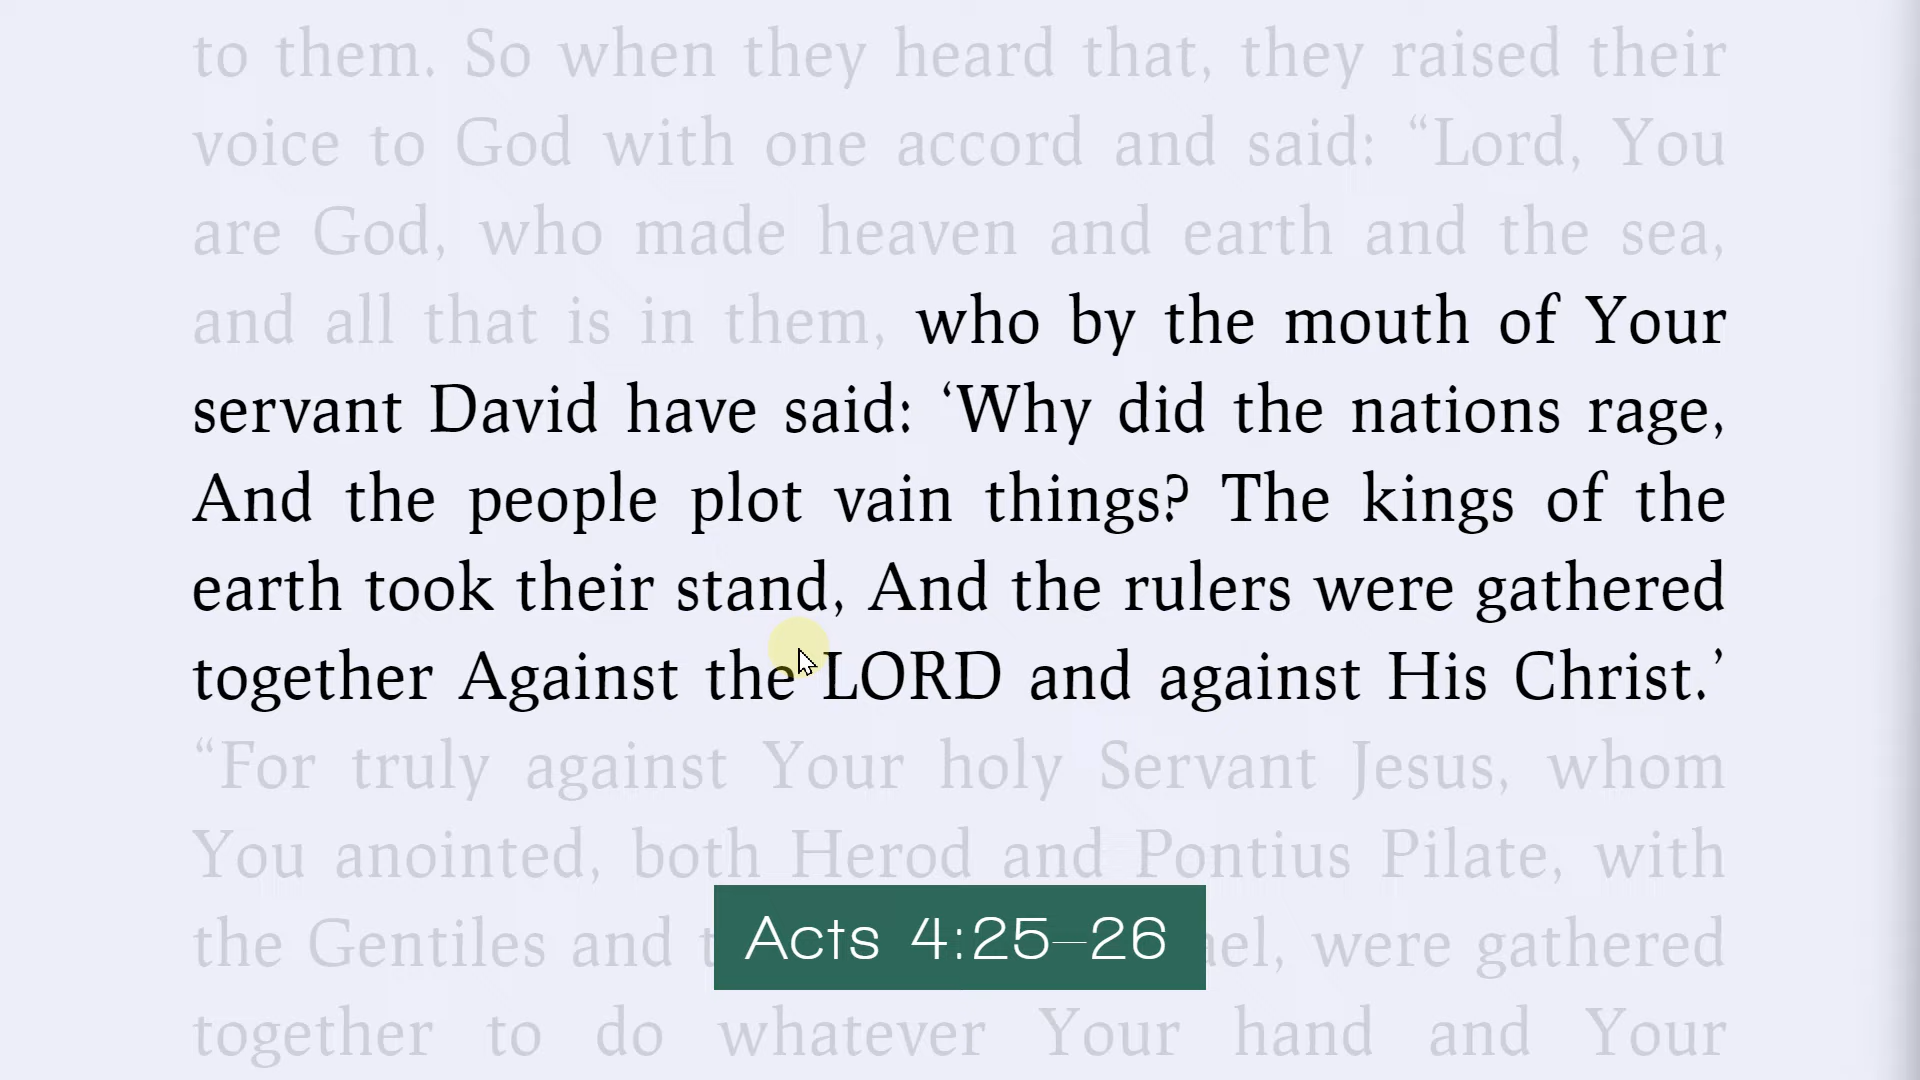 to them. So when they heard that, they raised their
voice to God with one accord and said: “Lord, You
are God, who made heaven and earth and the sea,
and all that is in them, who by the mouth of Your
servant David have said: ‘Why did the nations rage,
And the people plot vain things? The kings of the
earth took their stand, And the rulers were gathered
together Against the LORD and against His Christ.’
“For truly against Your holy Servant Jesus, whom
You anointed, both Herod and Pontius Pilate, with
the Gentiles and were gathered
Acts 4:25–26
together to do whatever Your hand and Your